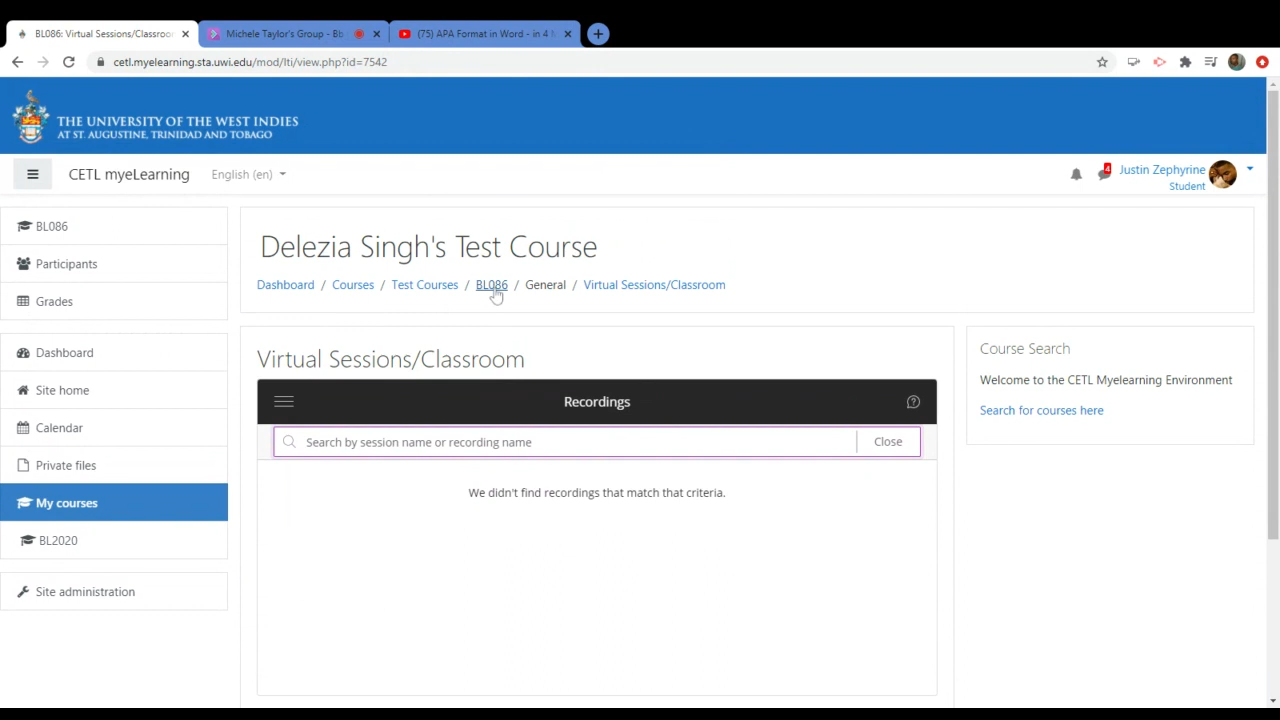 BL086: Virtual Sessions/Classroo
Michele Taylor's Group - Bb
(75) APA Format in Word - in 4 M
cetl.myelearning.sta.uwi.edu/mod/lti/view.php?id=7542
THE UNIVERSITY OF THE WEST INDIES
AT ST. AUGUSTINE, TRINIDAD AND TOBAGO
CETL myeLearning
English (en)
4
Justin Zephyrine
Student
BL086
Participants
Grades
Dashboard
Site home
Calendar
Private files
My courses
BL2020
Site administration
Delezia Singh's Test Course
Dashboard / Courses / Test Courses / BL086 / General / Virtual Sessions/Classroom
Virtual Sessions/Classroom
Recordings
Search by session name or recording name
Close
We didn't find recordings that match that criteria.
Course Search
Welcome to the CETL Myelearning Environment
Search for courses here